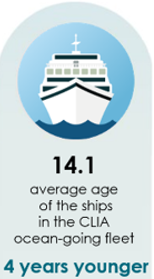 14.1
average age
of the ships
in the CLIA
ocean-going fleet
4 years younger